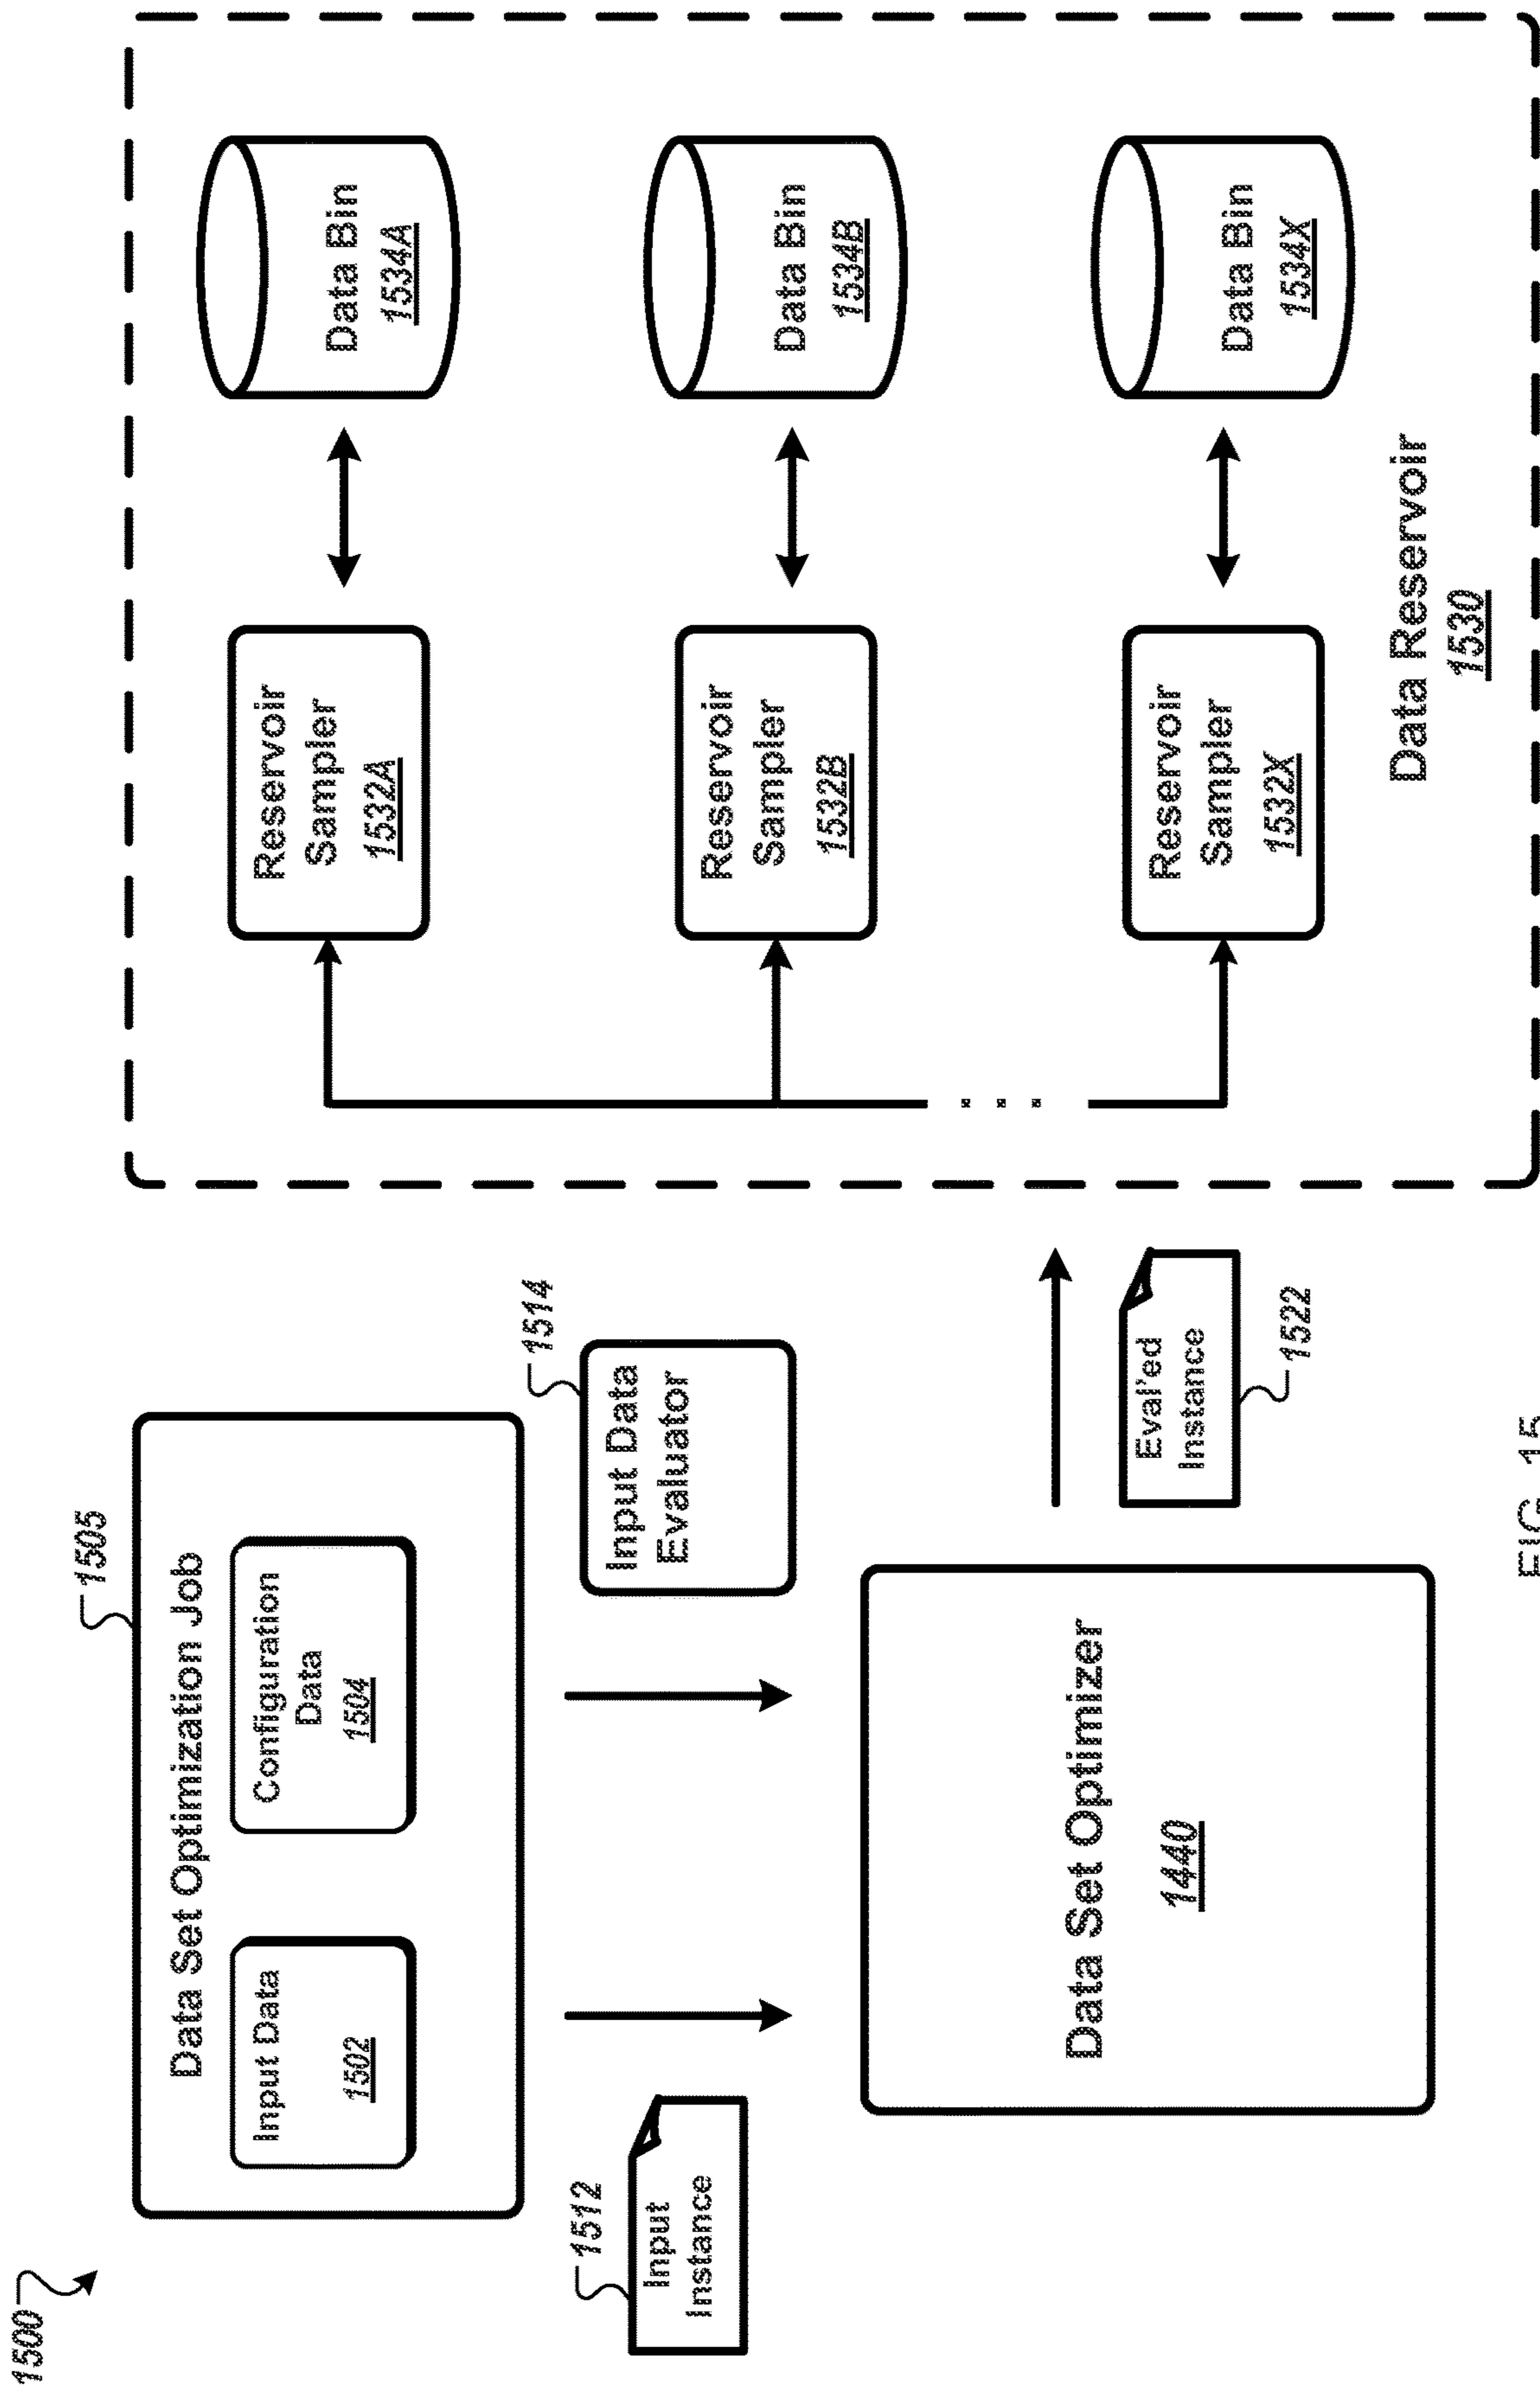 1500
1505
Data Set Optimization Job
Input Data
1502
Configuration
Data
1504
1512
Input
Instance
1514
Input Data
Evaluator
Data Set Optimizer
1440
Eval'ed
Instance
1522
Reservoir
Sampler
1532A
Data Bin
1534A
Reservoir
Sampler
1532B
Data Bin
1534B
. . .
Reservoir
Sampler
1532X
Data Bin
1534X
Data Reservoir
1530
FIG. 15